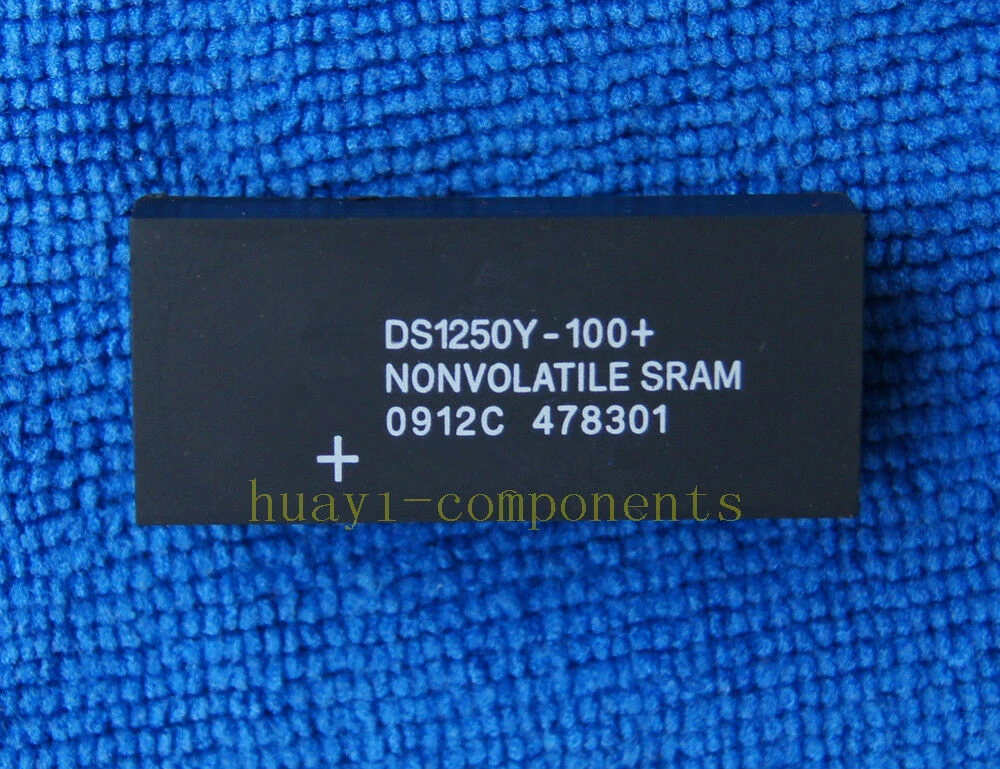 DS1250Y-100+
NONVOLATILE SRAM
0912C 478301
+
huayi-components